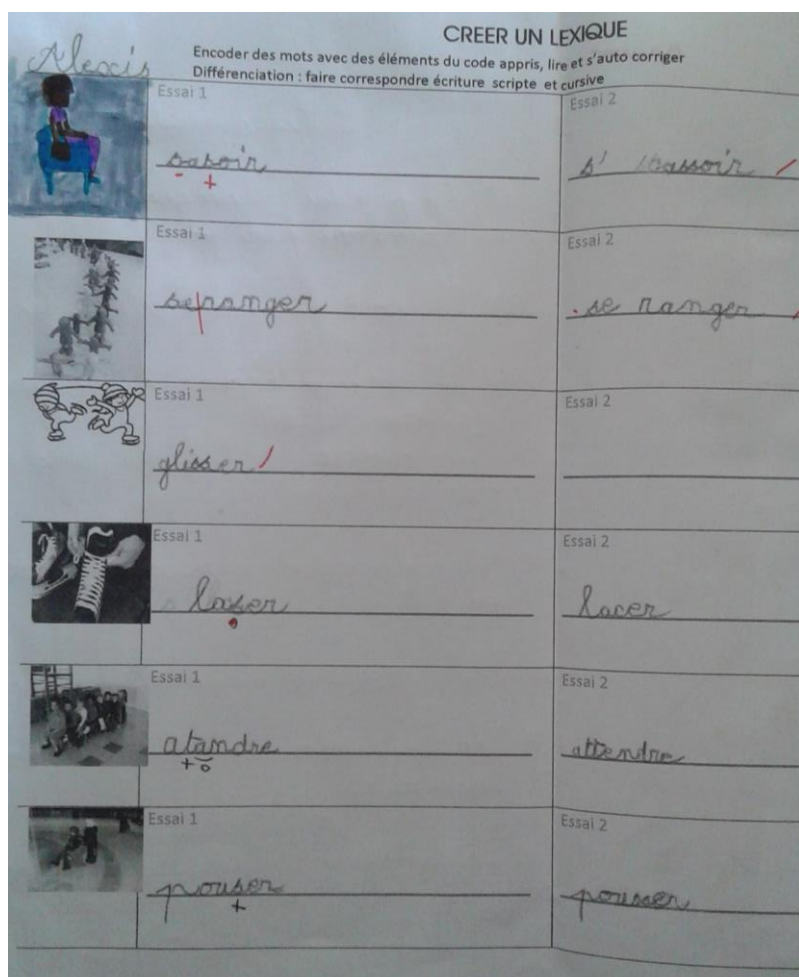 CREER UN LEXIQUE
Alexis
Encoder des mots avec des éléments du code appris, lire et s'auto corriger
Différenciation : faire correspondre écriture scripte et cursive
Essai 1
Essai 2
sasoir
- +
s' assoir /
Essai 1
Essai 2
se|ranger
se ranger
Essai 1
Essai 2
glisser /
Essai 1
Essai 2
laser
lacer
Essai 1
Essai 2
atandre
attendre
+ o
Essai 1
Essai 2
pouser
pousser
+